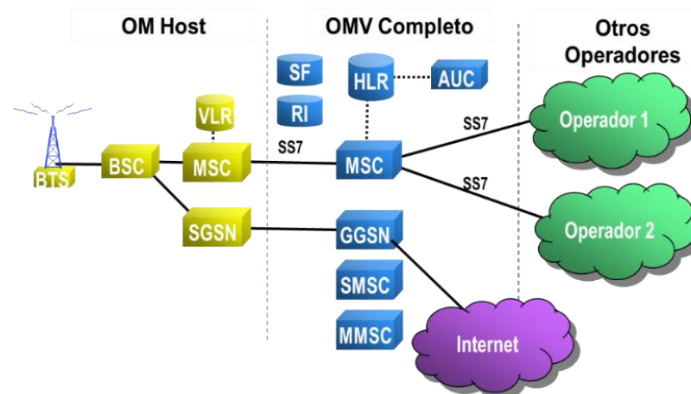 OM Host
OMV Completo
Otros
Operadores
SF
HLR
AUC
VLR
RI
Operador 1
SS7
BTS
BSC
MSC
SS7
MSC
SS7
SGSN
GGSN
Operador 2
SMSC
MMSC
Internet